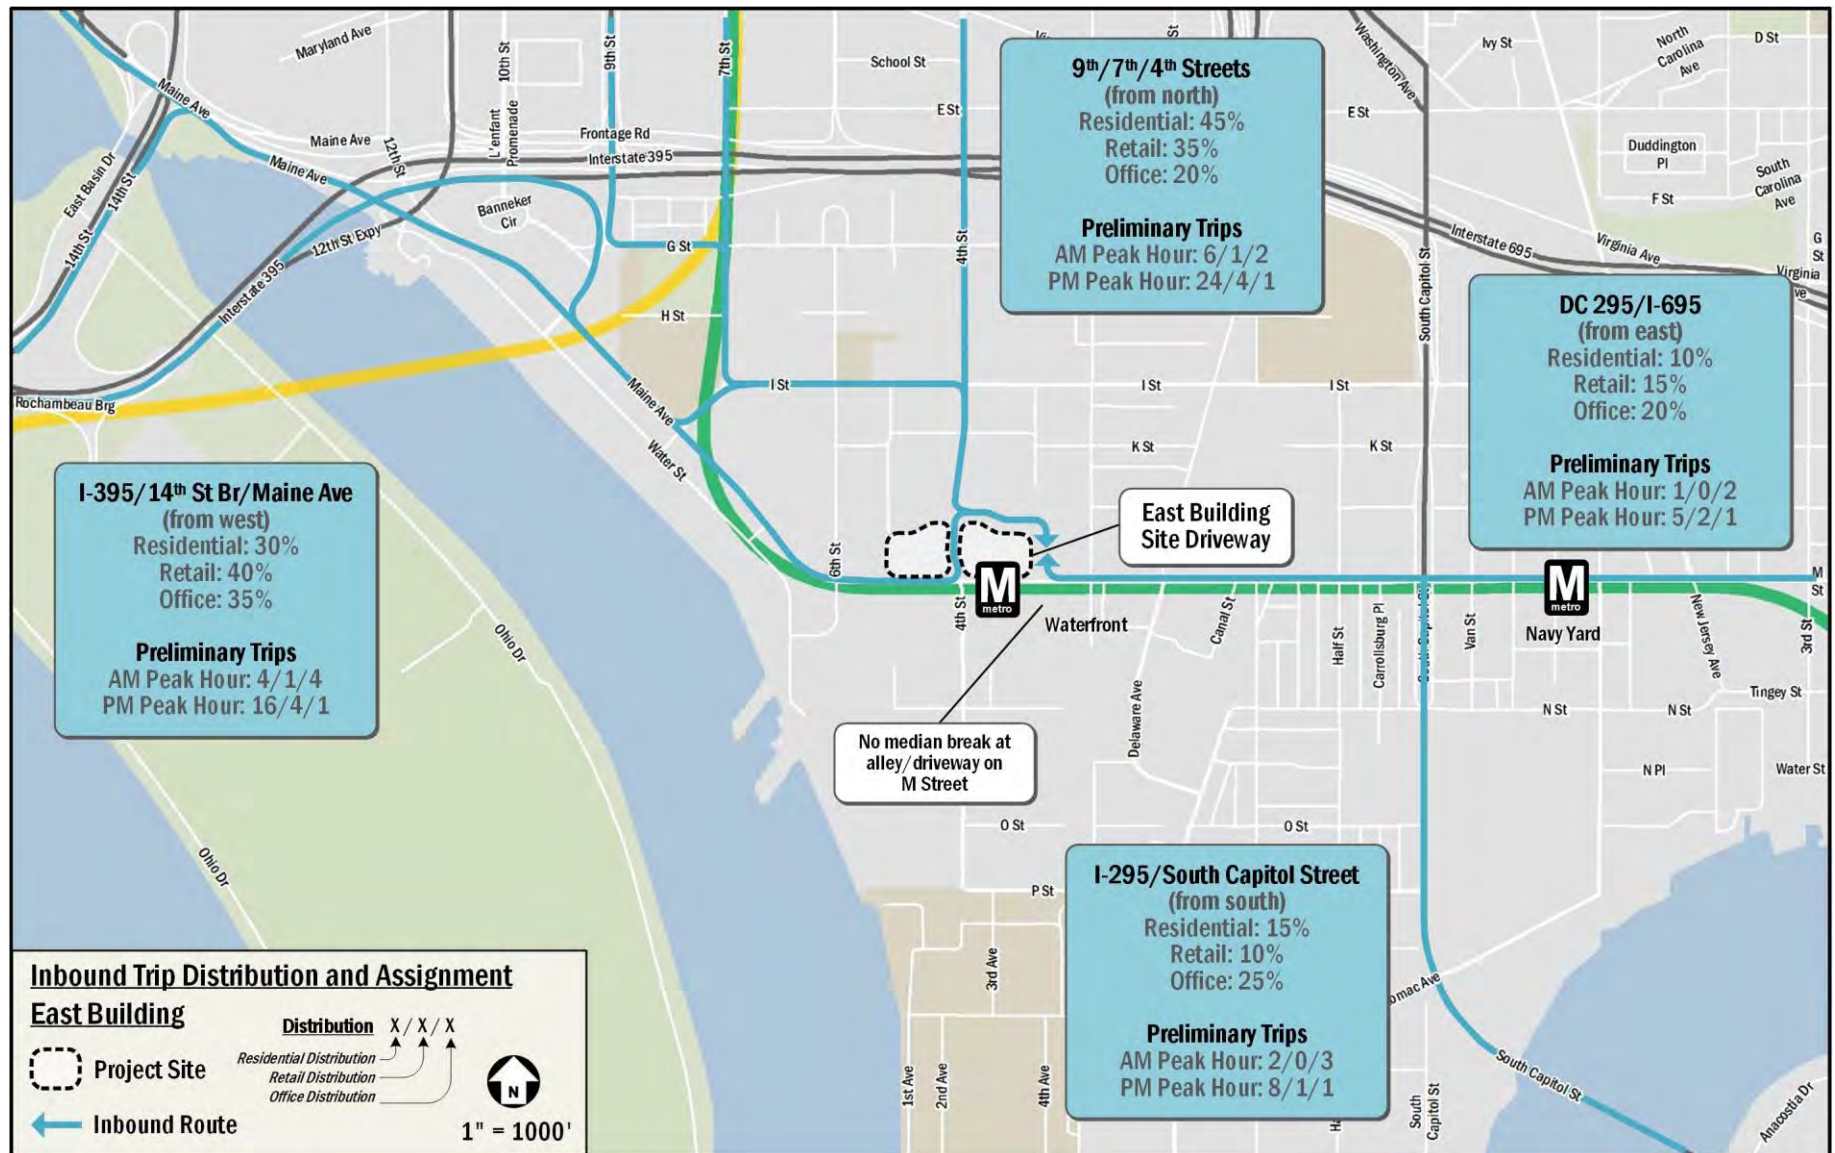 Maryland Ave
10th St
9th St
7th St
School St
E St
4th St
9th/7th/4th Streets
(from north)
Residential: 45%
Retail: 35%
Office: 20%
Preliminary Trips
AM Peak Hour: 6/1/2
PM Peak Hour: 24/4/1
Washington Ave
Ivy St
North
Carolina
Ave
D St
E St
Duddington
Pl
South
Carolina
Ave
F St
G
St
Virginia Ave
Virginia
Interstate 695
South Capitol St
Maine Ave
Maine Ave
Maine Ave
12th St
L'enfant
Promenade
Frontage Rd
Interstate 395
East Basin Dr
14th St
14th St
Banneker
Cir
12th St Expy
Interstate 395
G St
4th St
H St
Rochambeau Brg
I St
I St
I St
Maine Ave
Water St
K St
K St
DC 295/I-695
(from east)
Residential: 10%
Retail: 15%
Office: 20%
Preliminary Trips
AM Peak Hour: 1/0/2
PM Peak Hour: 5/2/1
I-395/14th St Br/Maine Ave
(from west)
Residential: 30%
Retail: 40%
Office: 35%
Preliminary Trips
AM Peak Hour: 4/1/4
PM Peak Hour: 16/4/1
East Building
Site Driveway
6th St
4th St
M
metro
Waterfront
M
metro
Navy Yard
M
St
Canal St
Half St
Carrollsburg Pl
Van St
New Jersey Ave
3rd St
Tingey St
N St
N St
N Pl
Water St
Delaware Ave
Ohio Dr
Ohio Dr
No median break at
alley/driveway on
M Street
O St
O St
P St
I-295/South Capitol Street
(from south)
Residential: 15%
Retail: 10%
Office: 25%
Preliminary Trips
AM Peak Hour: 2/0/3
PM Peak Hour: 8/1/1
3rd Ave
1st Ave
2nd Ave
4th Ave
South
Capitol St
South Capitol St
Anacostia Dr
Inbound Trip Distribution and Assignment
East Building
Distribution X/X/X
Residential Distribution
Retail Distribution
Office Distribution
Project Site
Inbound Route
N
1" = 1000'